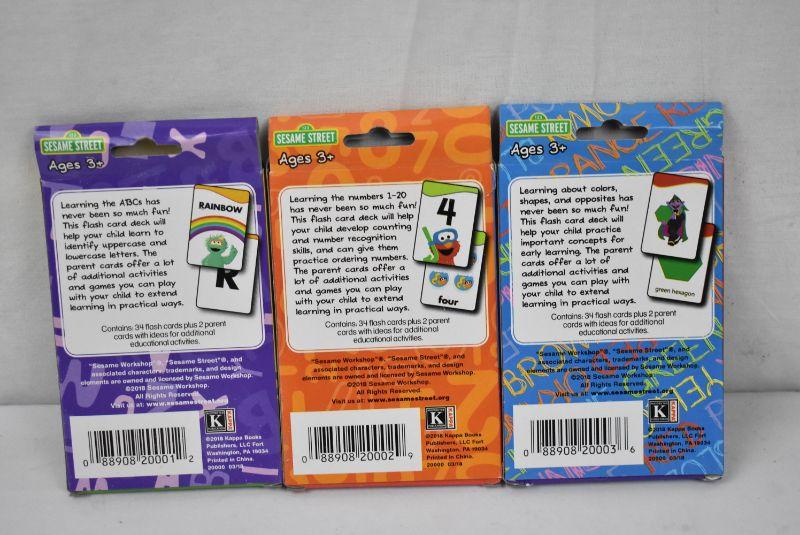 123
SESAME STREET
Ages 3+
Learning the ABCs has
never been so much fun!
This flash card deck will
help your child learn to
identify uppercase and
lowercase letters. The
parent cards offer a
lot of additional activities
and games you can play
with your child to extend
learning in practical ways.
RAINBOW
R
Contains: 34 flash cards plus 2 parent
cards with ideas for additional
educational activities.
"Sesame Workshop"®, "Sesame Street"®, and
associated characters, trademarks, and design
elements are owned and licensed by Sesame Workshop.
©2018 Sesame Workshop.
All Rights Reserved.
Visit us at: www.sesamestreet.org
0 88908 20001 2
K
KAPPA
©2018 Kappa Books
Publishers, LLC Fort
Washington, PA 19034
Printed in China.
20000 03/18
123
SESAME STREET
Ages 3+
Learning the numbers 1-20
has never been so much fun!
This flash card deck will help
your child develop counting
and number recognition
skills, and can give them
practice ordering numbers.
The parent cards offer a
lot of additional activities
and games you can play
with your child to extend
learning in practical ways.
4
four
Contains: 34 flash cards plus 2 parent
cards with ideas for additional
educational activities.
"Sesame Workshop"®, "Sesame Street"®, and
associated characters, trademarks, and design
elements are owned and licensed by Sesame Workshop.
©2018 Sesame Workshop.
All Rights Reserved.
Visit us at: www.sesamestreet.org
0 88908 20002 9
K
KAPPA
©2018 Kappa Books
Publishers, LLC Fort
Washington, PA 19034
Printed in China.
20000 03/18
123
SESAME STREET
Ages 3+
Learning about colors,
shapes, and opposites has
never been so much fun!
This flash card deck will
help your child practice
important concepts for
early learning. The parent
cards offer a lot of
additional activities and
games you can play with
your child to extend
learning in practical ways.
green hexagon
Contains: 34 flash cards plus 2 parent
cards with ideas for additional
educational activities.
"Sesame Workshop"®, "Sesame Street"®, and
associated characters, trademarks, and design
elements are owned and licensed by Sesame Workshop.
©2018 Sesame Workshop.
All Rights Reserved.
Visit us at: www.sesamestreet.org
0 88908 20003 6
K
KAPPA
©2018 Kappa Books
Publishers, LLC Fort
Washington, PA 19034
Printed in China.
20000 03/18